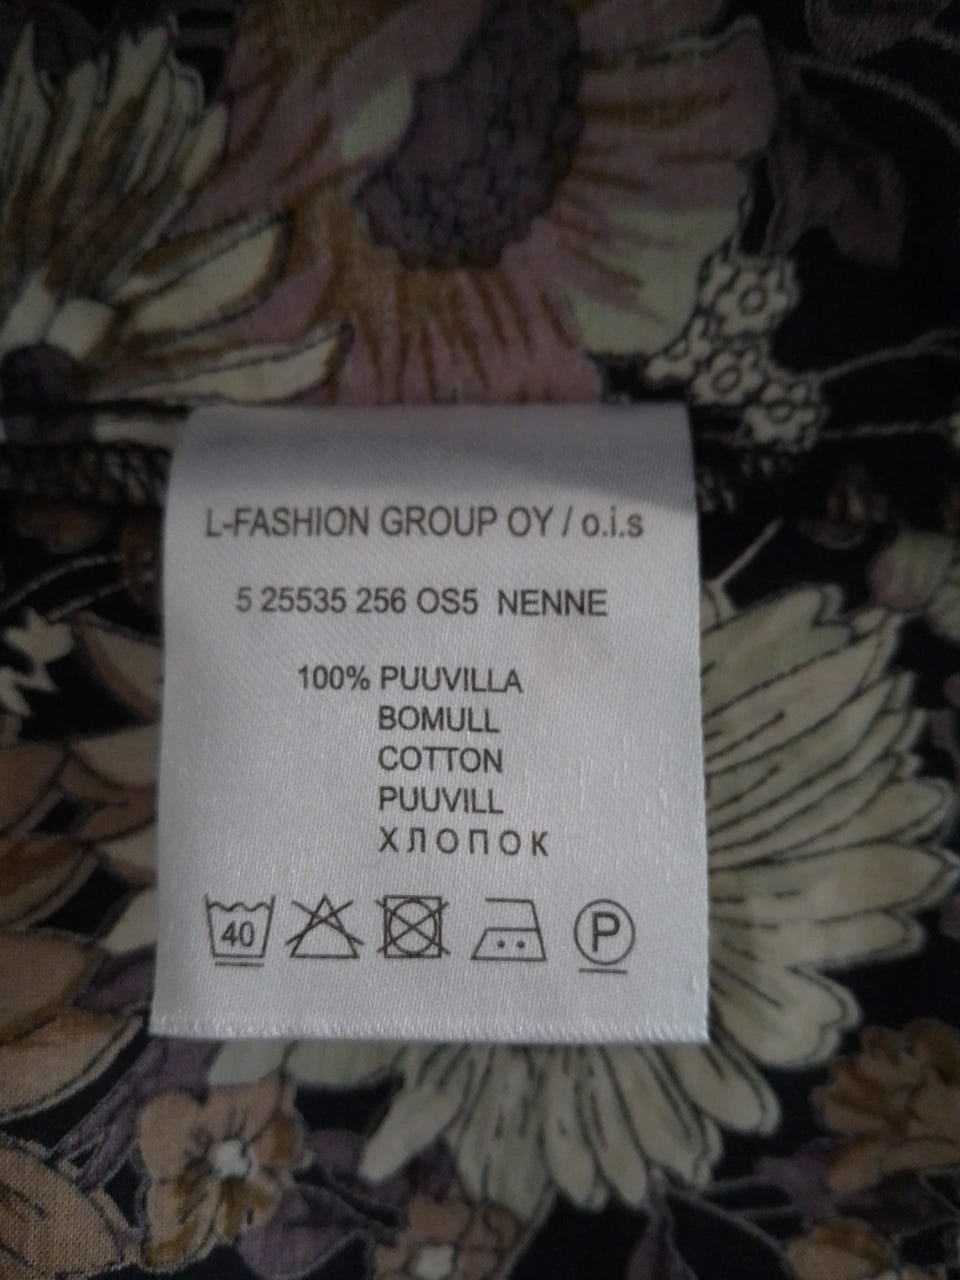 L-FASHION GROUP OY / o.i.s
5 25535 256 OS5 NENNE
100% PUUVILLA
BOMULL
COTTON
PUUVILL
ХЛОПОК
40 P